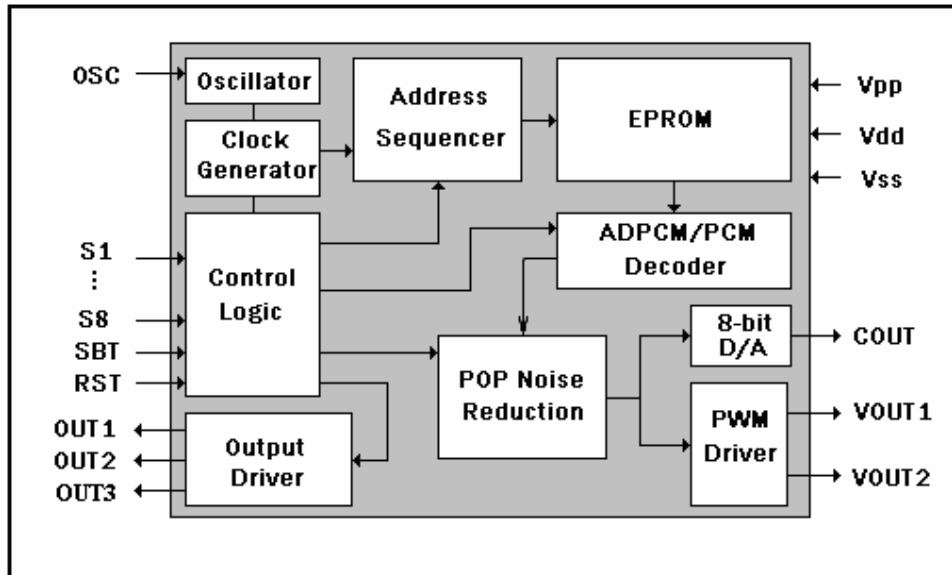 OSC
Oscillator
Clock
Generator
Address
Sequencer
EPROM
Vpp
Vdd
Vss
S1
⋮
S8
SBT
RST
Control
Logic
ADPCM/PCM
Decoder
POP Noise
Reduction
8-bit
D/A
COUT
PWM
Driver
VOUT1
VOUT2
OUT1
OUT2
OUT3
Output
Driver